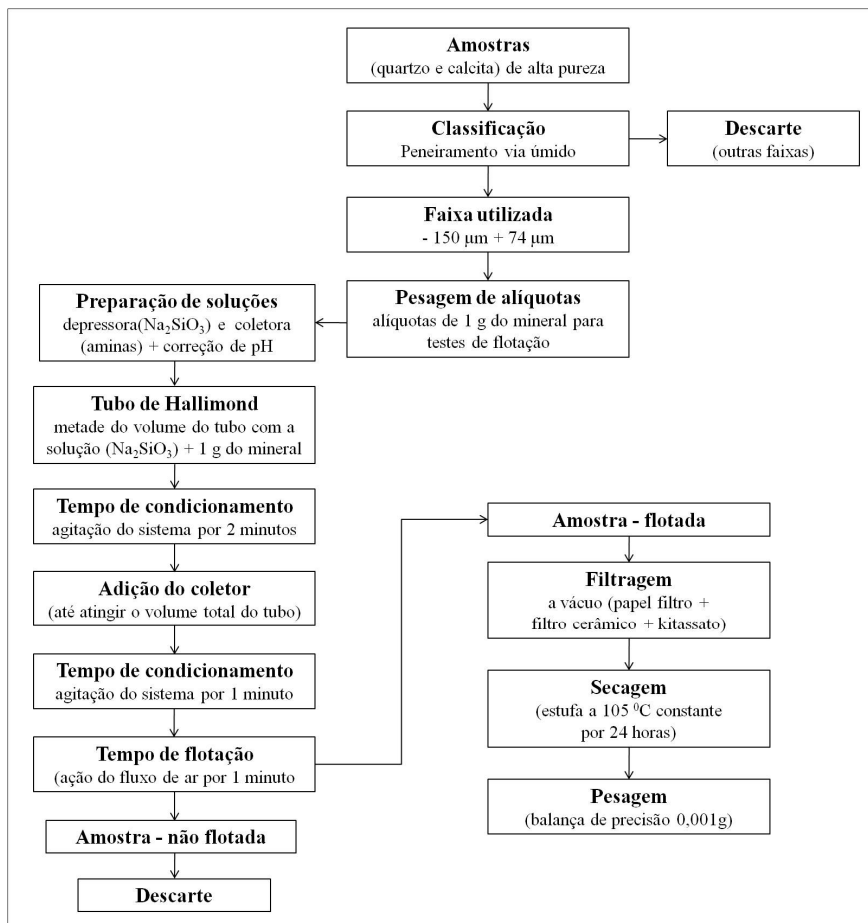 Amostras
(quartzo e calcita) de alta pureza
Classificação
Peneiramento via úmido
Descarte
(outras faixas)
Faixa utilizada
- 150 µm + 74 µm
Pesagem de alíquotas
alíquotas de 1 g do mineral para
testes de flotação
Preparação de soluções
depressora(Na₂SiO₃) e coletora
(aminas) + correção de pH
Tubo de Hallimond
metade do volume do tubo com a
solução (Na₂SiO₃) + 1 g do mineral
Tempo de condicionamento
agitação do sistema por 2 minutos
Adição do coletor
(até atingir o volume total do tubo)
Tempo de condicionamento
agitação do sistema por 1 minuto
Tempo de flotação
(ação do fluxo de ar por 1 minuto
Amostra - não flotada
Descarte
Amostra - flotada
Filtragem
a vácuo (papel filtro +
filtro cerâmico + kitassato)
Secagem
(estufa a 105 ⁰C constante
por 24 horas)
Pesagem
(balança de precisão 0,001g)